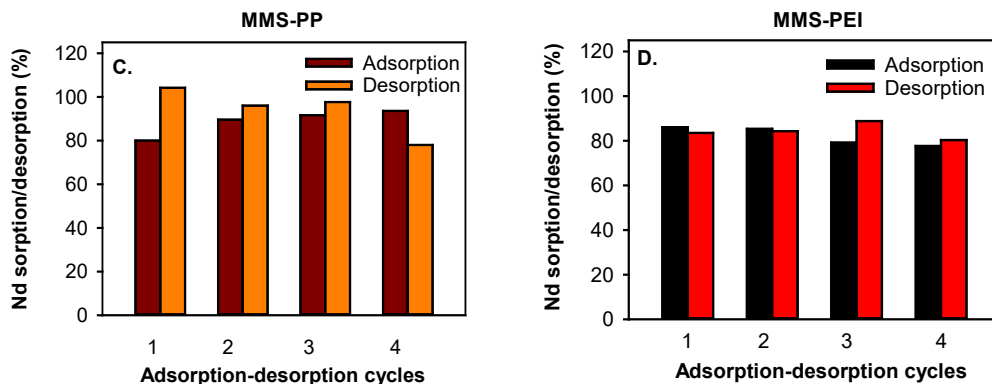 MMS-PP
C.
Adsorption
Desorption
Nd sorption/desorption (%)
120
100
80
60
40
20
0
1 2 3 4
Adsorption-desorption cycles
MMS-PEI
D.
Adsorption
Desorption
Nd sorption/desorption (%)
120
100
80
60
40
20
0
1 2 3 4
Adsorption-desorption cycles